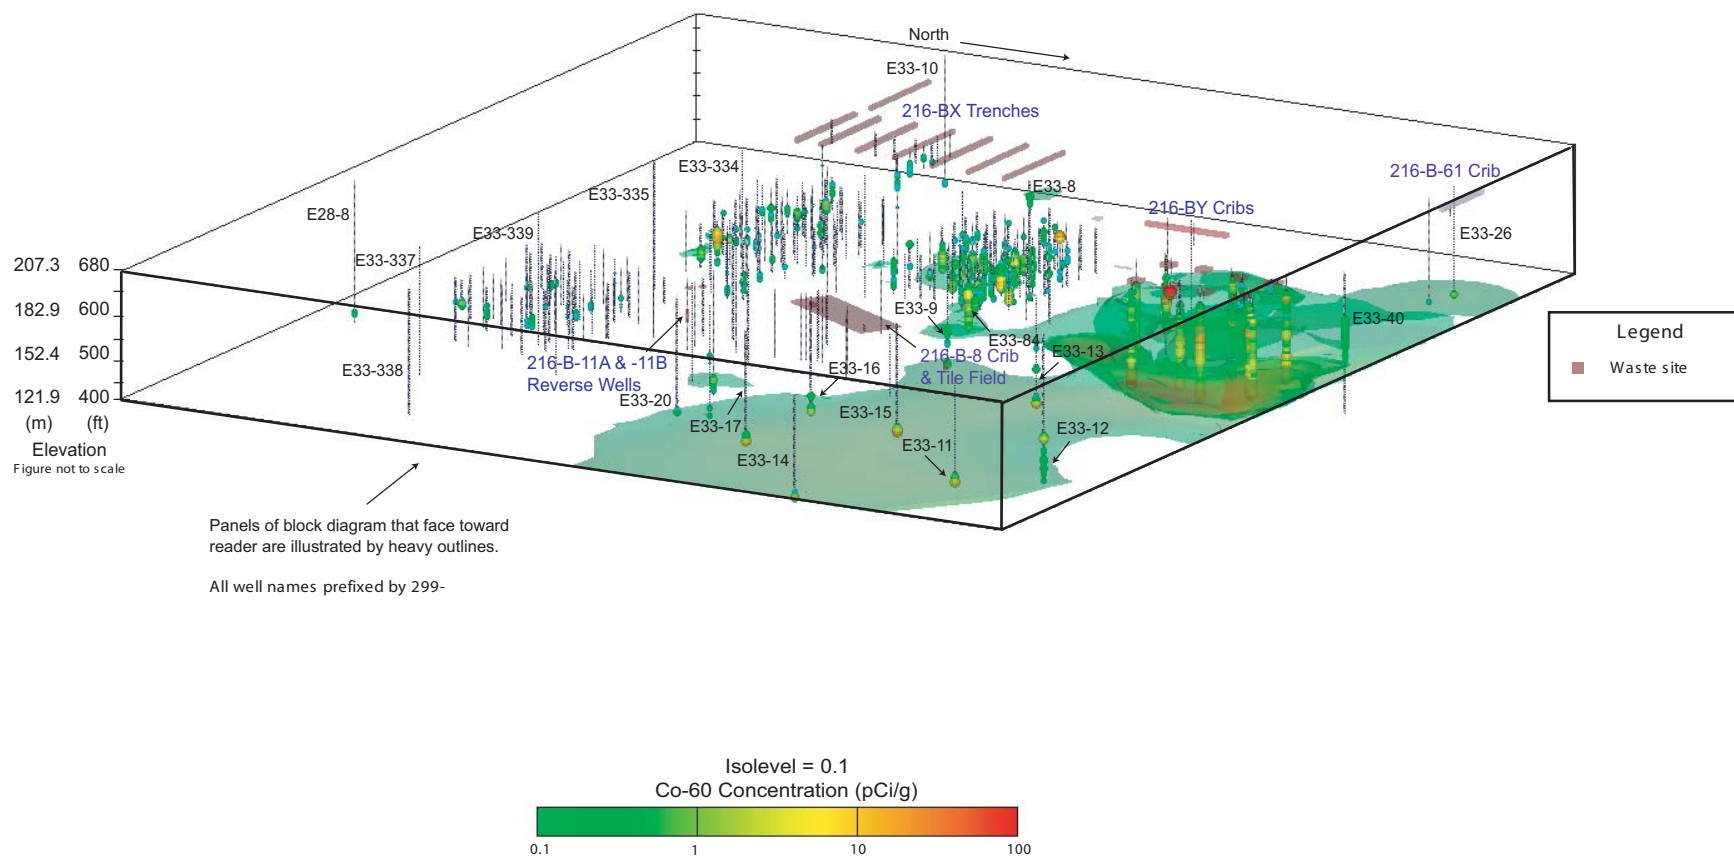 North
E33-10
216-BX Trenches
E33-334
216-B-61 Crib
E33-8
E33-335
216-BY Cribs
E28-8
E33-339
E33-26
E33-337
207.3 680
182.9 600
152.4 500
121.9 400
(m) (ft)
Elevation
Figure not to scale
E33-9
E33-40
E33-84
E33-13
216-B-8 Crib
& Tile Field
216-B-11A & -11B
Reverse Wells
E33-338
E33-16
E33-20
E33-15
E33-17
E33-12
E33-11
E33-14
Legend
Waste site
Panels of block diagram that face toward
reader are illustrated by heavy outlines.
All well names prefixed by 299-
Isolevel = 0.1
Co-60 Concentration (pCi/g)
0.1 1 10 100